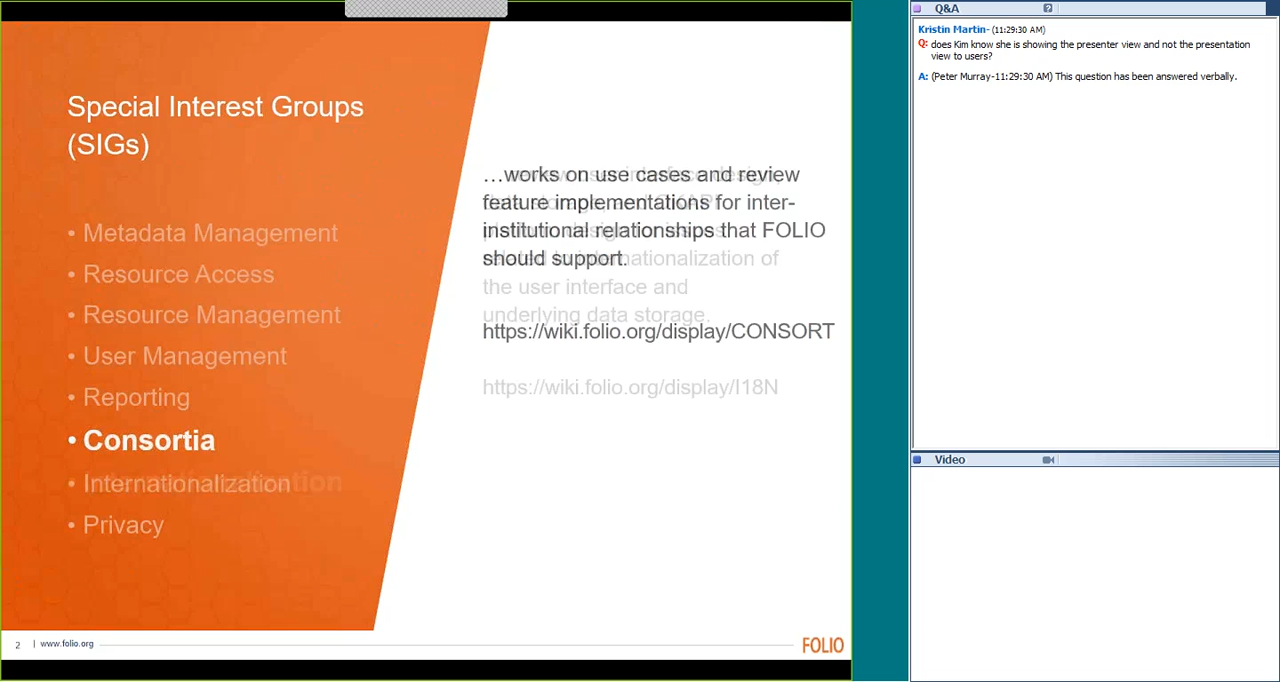 Special Interest Groups
(SIGs)
• Metadata Management
• Resource Access
• Resource Management
• User Management
• Reporting
• Consortia
• Internationalization
• Privacy
…works on use cases and review
feature implementations for inter-
institutional relationships that FOLIO
should support.
related to internationalization of
the user interface and
underlying data storage.
https://wiki.folio.org/display/CONSORT
https://wiki.folio.org/display/I18N
2 | www.folio.org
FOLIO
Q&A
Kristin Martin- (11:29:30 AM)
Q: does Kim know she is showing the presenter view and not the presentation
view to users?
A: (Peter Murray-11:29:30 AM) This question has been answered verbally.
Video